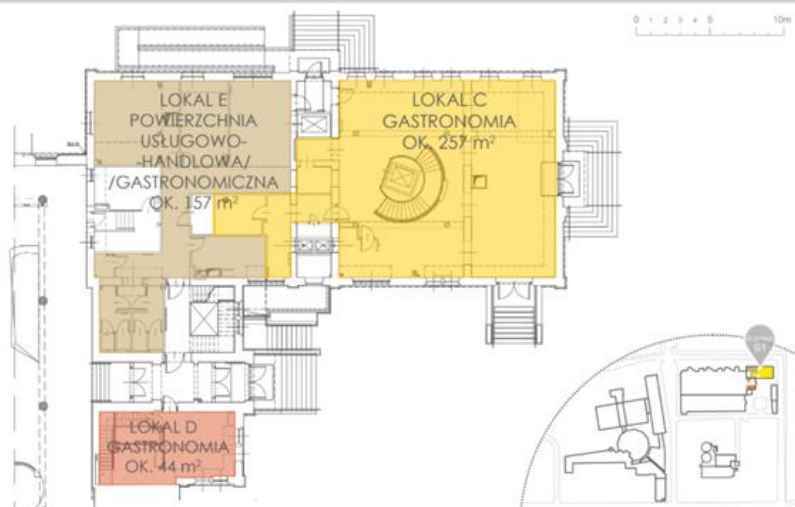 0 1 2 3 4 5 10m
LOKAL E
POWIERZCHNIA
USŁUGOWO-
-HANDLOWA/
/GASTRONOMICZNA
OK. 157 m²
LOKAL C
GASTRONOMIA
OK. 257 m²
LOKAL D
GASTRONOMIA
OK. 44 m²
S1